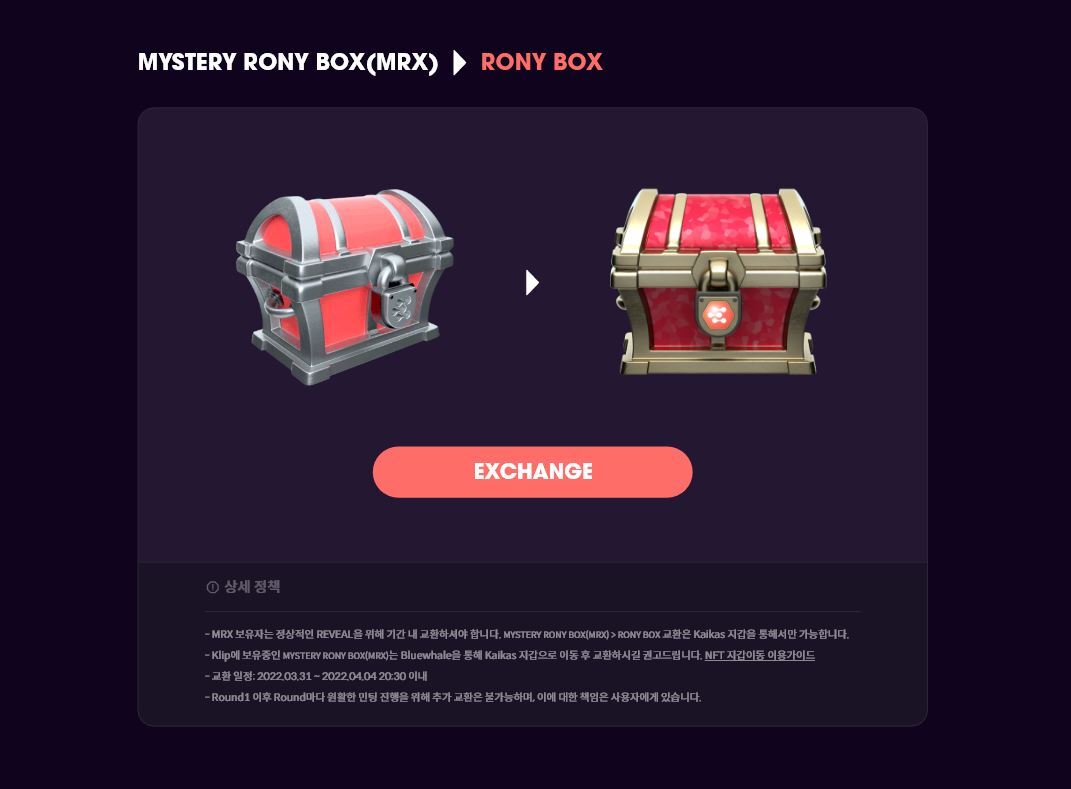 MYSTERY RONY BOX(MRX) RONY BOX
EXCHANGE
상세 정책
- MRX 보유자는 정상적인 REVEAL을 위해 기간 내 교환하셔야 합니다. MYSTERY RONY BOX(MRX) > RONY BOX 교환은 Kaikas 지갑을 통해서만 가능합니다.
- Klip에 보유중인 MYSTERY RONY BOX(MRX)는 Bluewhale을 통해 Kaikas 지갑으로 이동 후 교환하시길 권고드립니다. NFT 지갑이동 이용가이드
- 교환 일정: 2022.03.31 ~ 2022.04.04 20:30 이내
- Round1 이후 Round마다 원활한 민팅 진행을 위해 추가 교환은 불가능하며, 이에 대한 책임은 사용자에게 있습니다.